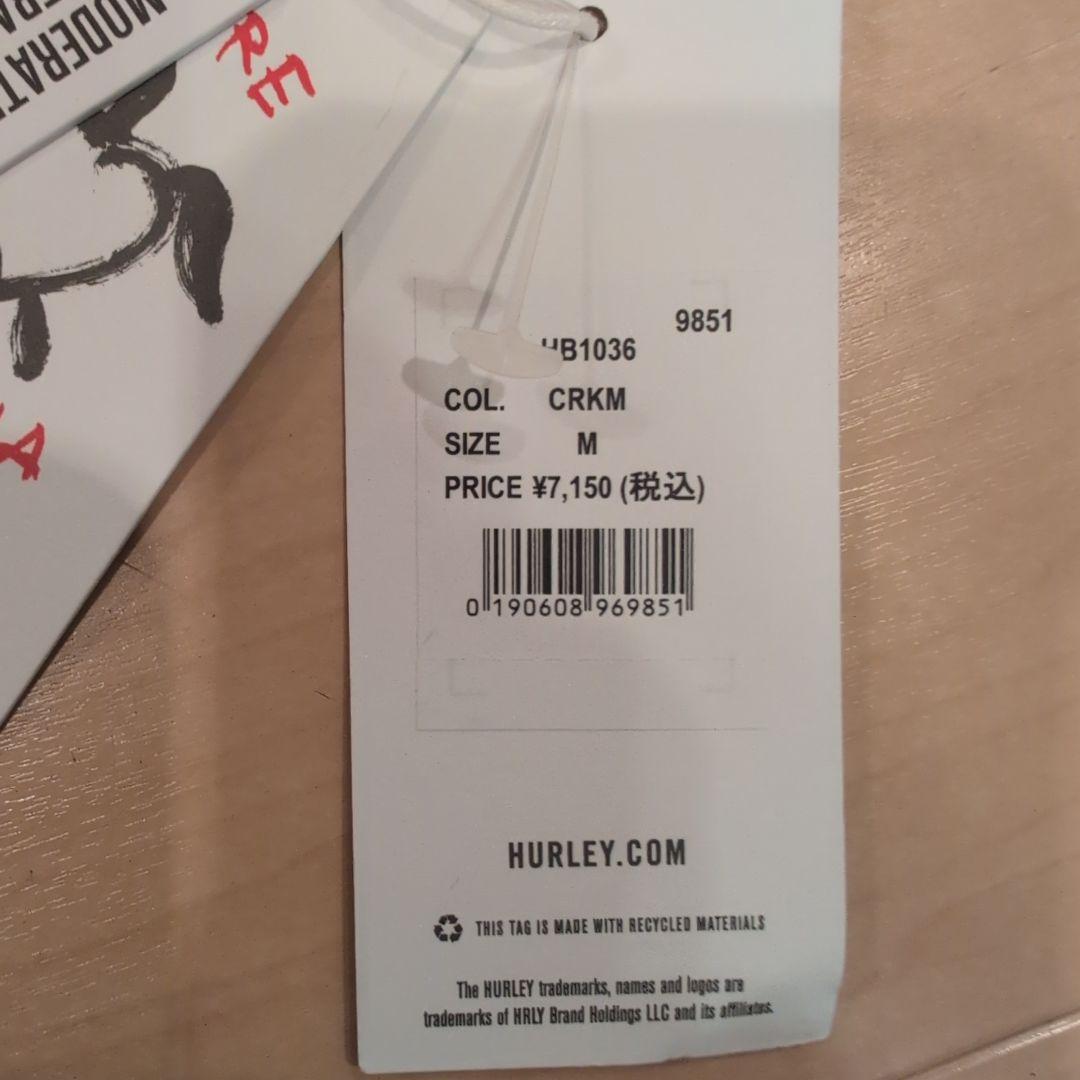 9851
HB1036
COL. CRKM
SIZE M
PRICE ¥7,150 (税込)
0 190608 969851
HURLEY.COM
THIS TAG IS MADE WITH RECYCLED MATERIALS
The HURLEY trademarks, names and logos are
trademarks of HRLY Brand Holdings LLC and its affiliates.